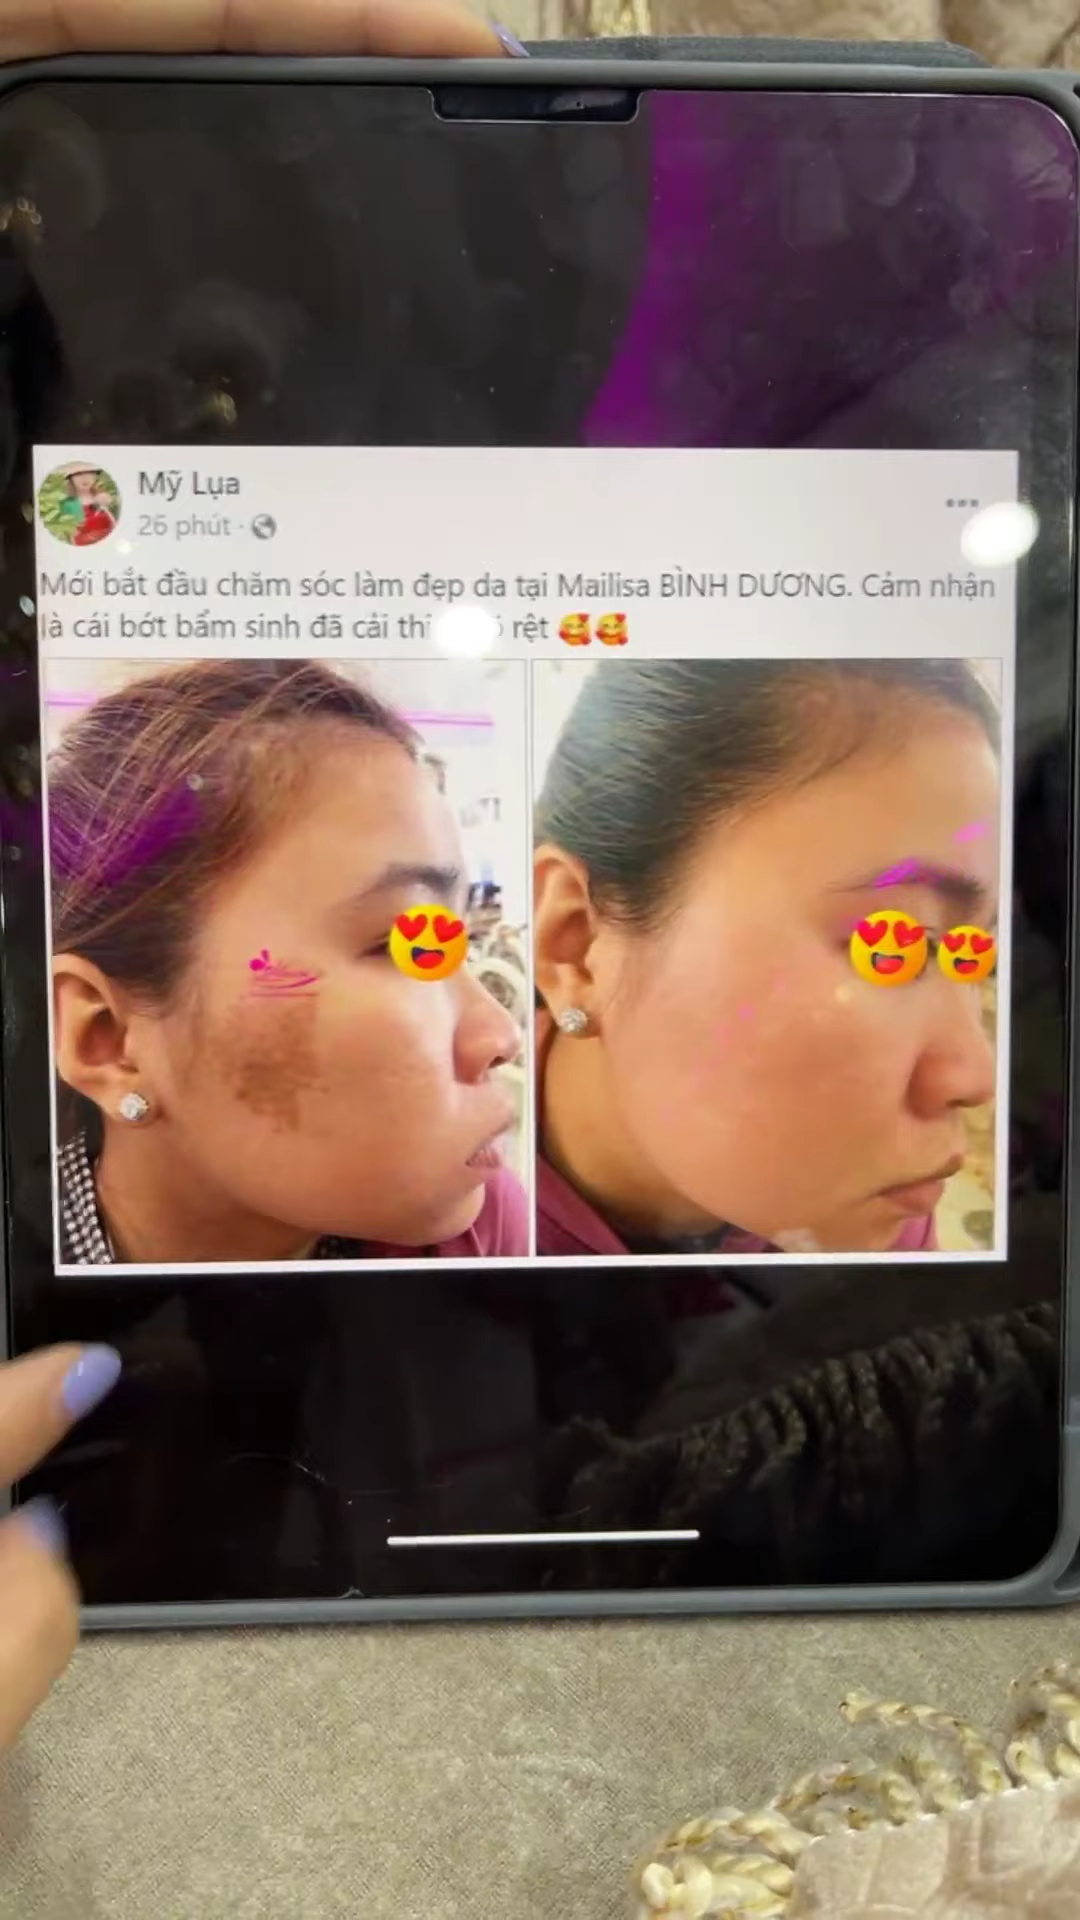 Mỹ Lụa
26 phút ·
Mới bắt đầu chăm sóc làm đẹp da tại Mailisa BÌNH DƯƠNG. Cảm nhận
là cái bớt bẩm sinh đã cải rệt 🥰🥰